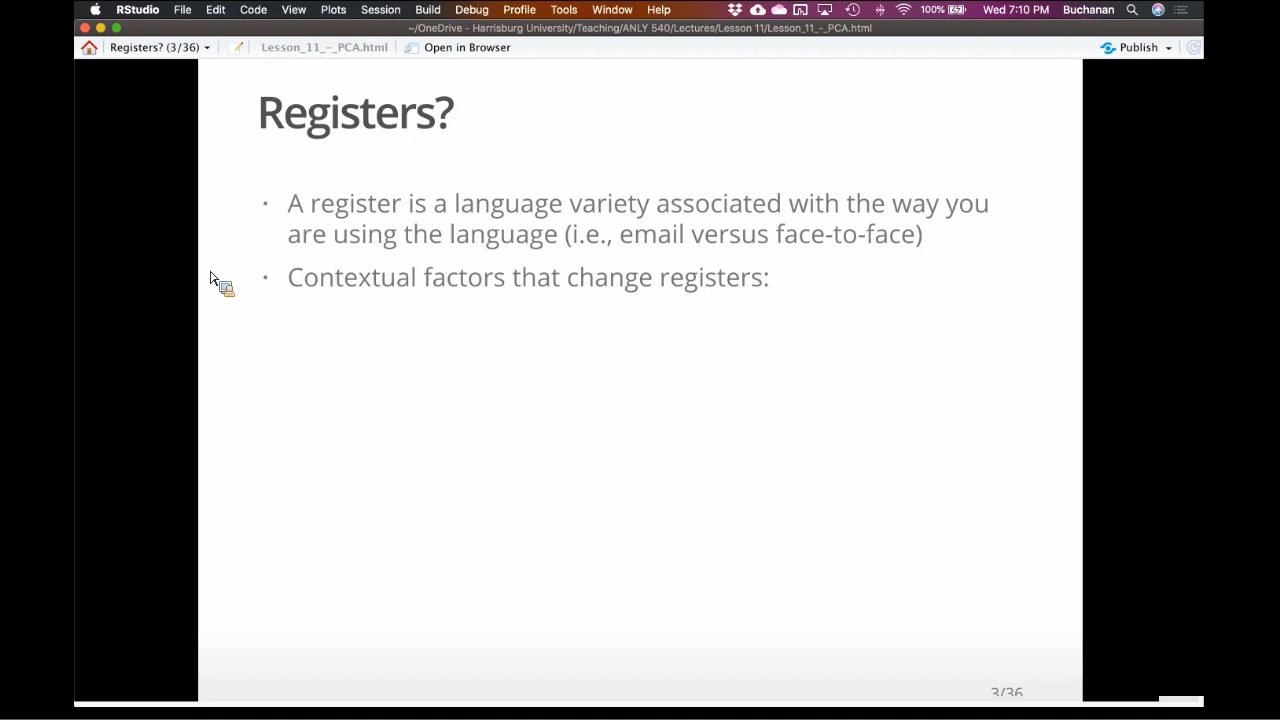 RStudio File Edit Code View Plots Session Build Debug Profile Tools Window Help 100% Wed 7:10 PM Buchanan
~/OneDrive - Harrisburg University/Teaching/ANLY 540/Lectures/Lesson 11/Lesson_11_-_PCA.html
Registers? (3/36) Lesson_11_-_PCA.html Open in Browser Publish
Registers?
· A register is a language variety associated with the way you
are using the language (i.e., email versus face-to-face)
· Contextual factors that change registers:
3/36